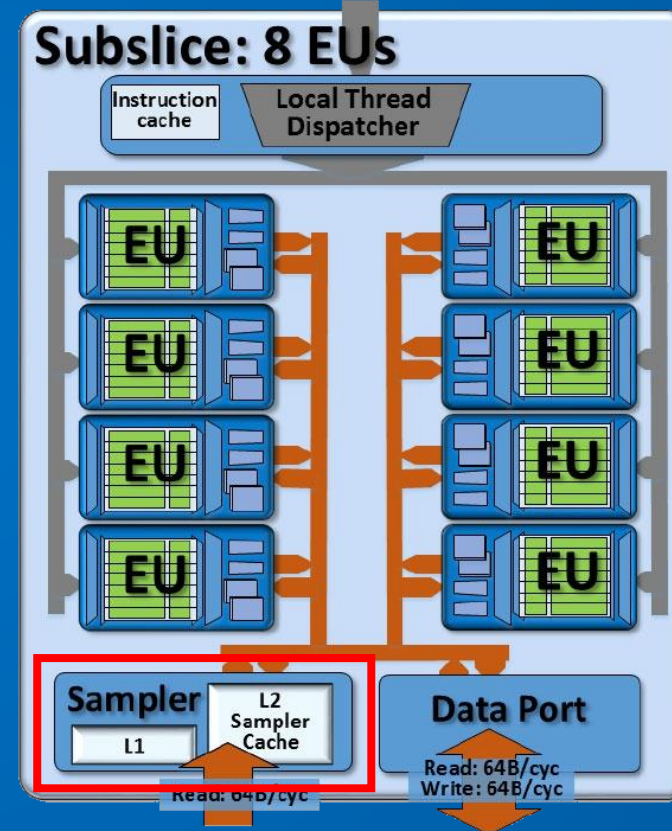 Subslice: 8 EUs
Instruction
cache
Local Thread
Dispatcher
EU
EU
EU
EU
EU
EU
EU
EU
Sampler
L1
L2
Sampler
Cache
Read: 64B/cyc
Data Port
Read: 64B/cyc
Write: 64B/cyc